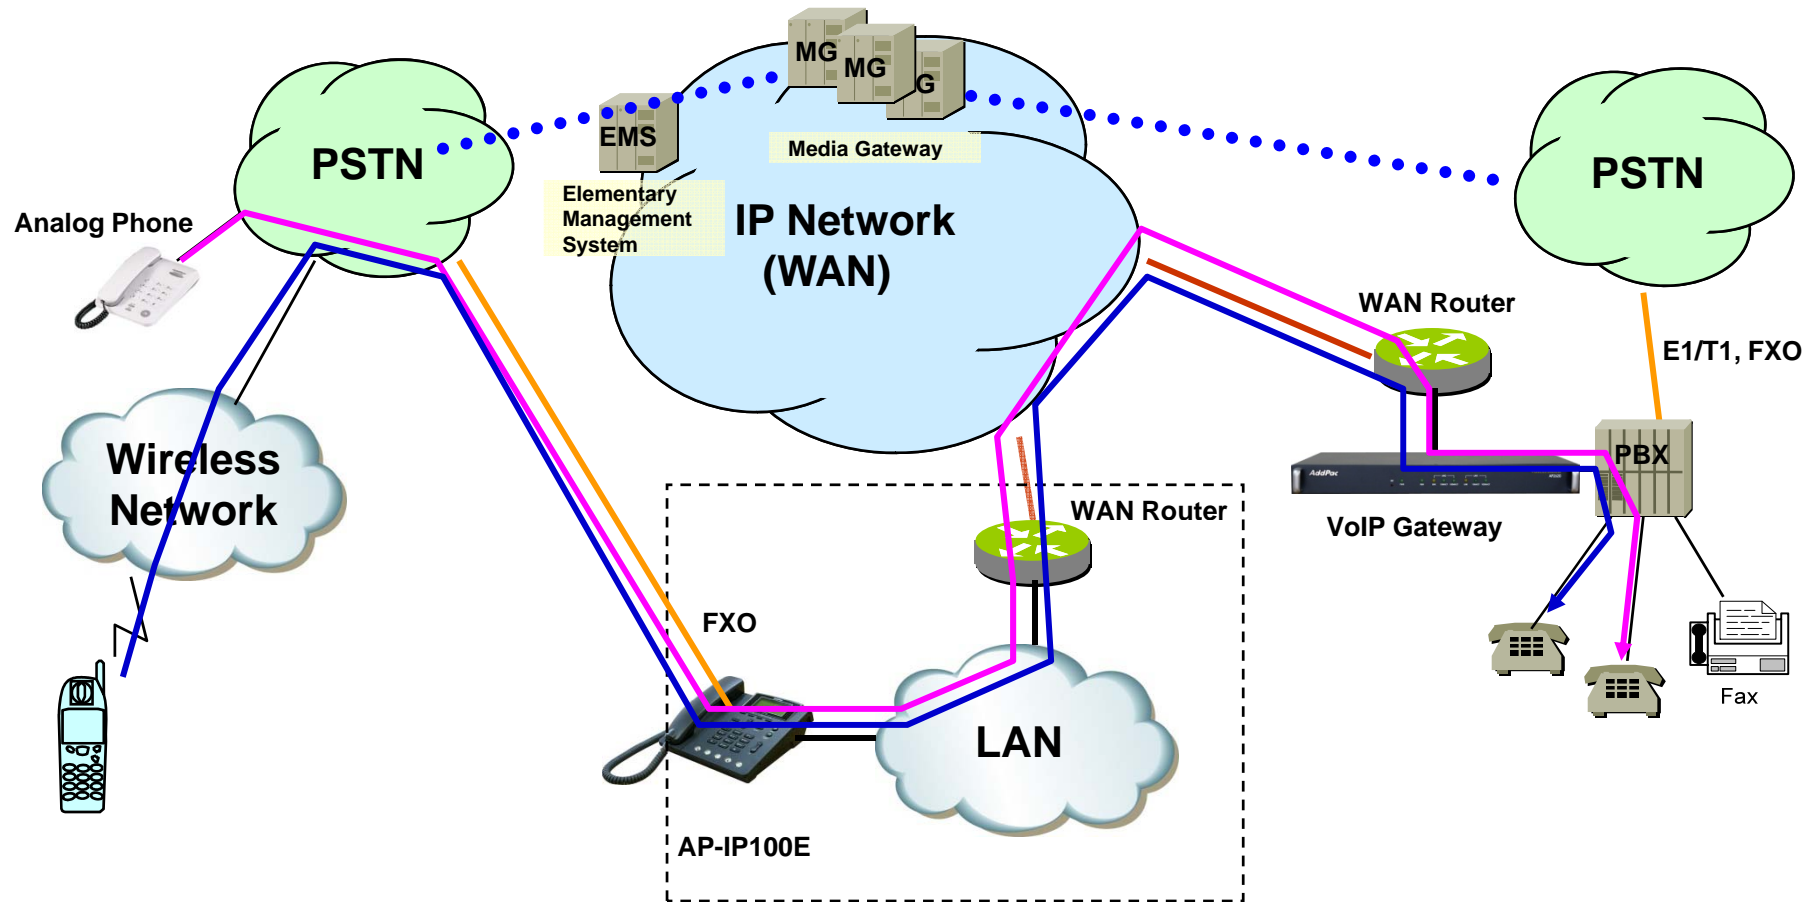 MG
MG
G
EMS
PSTN
Media Gateway
PSTN
Elementary
Management
System
Analog Phone
IP Network
(WAN)
WAN Router
E1/T1, FXO
Wireless
Network
PBX
AddPac
WAN Router
VoIP Gateway
FXO
Fax
LAN
AP-IP100E